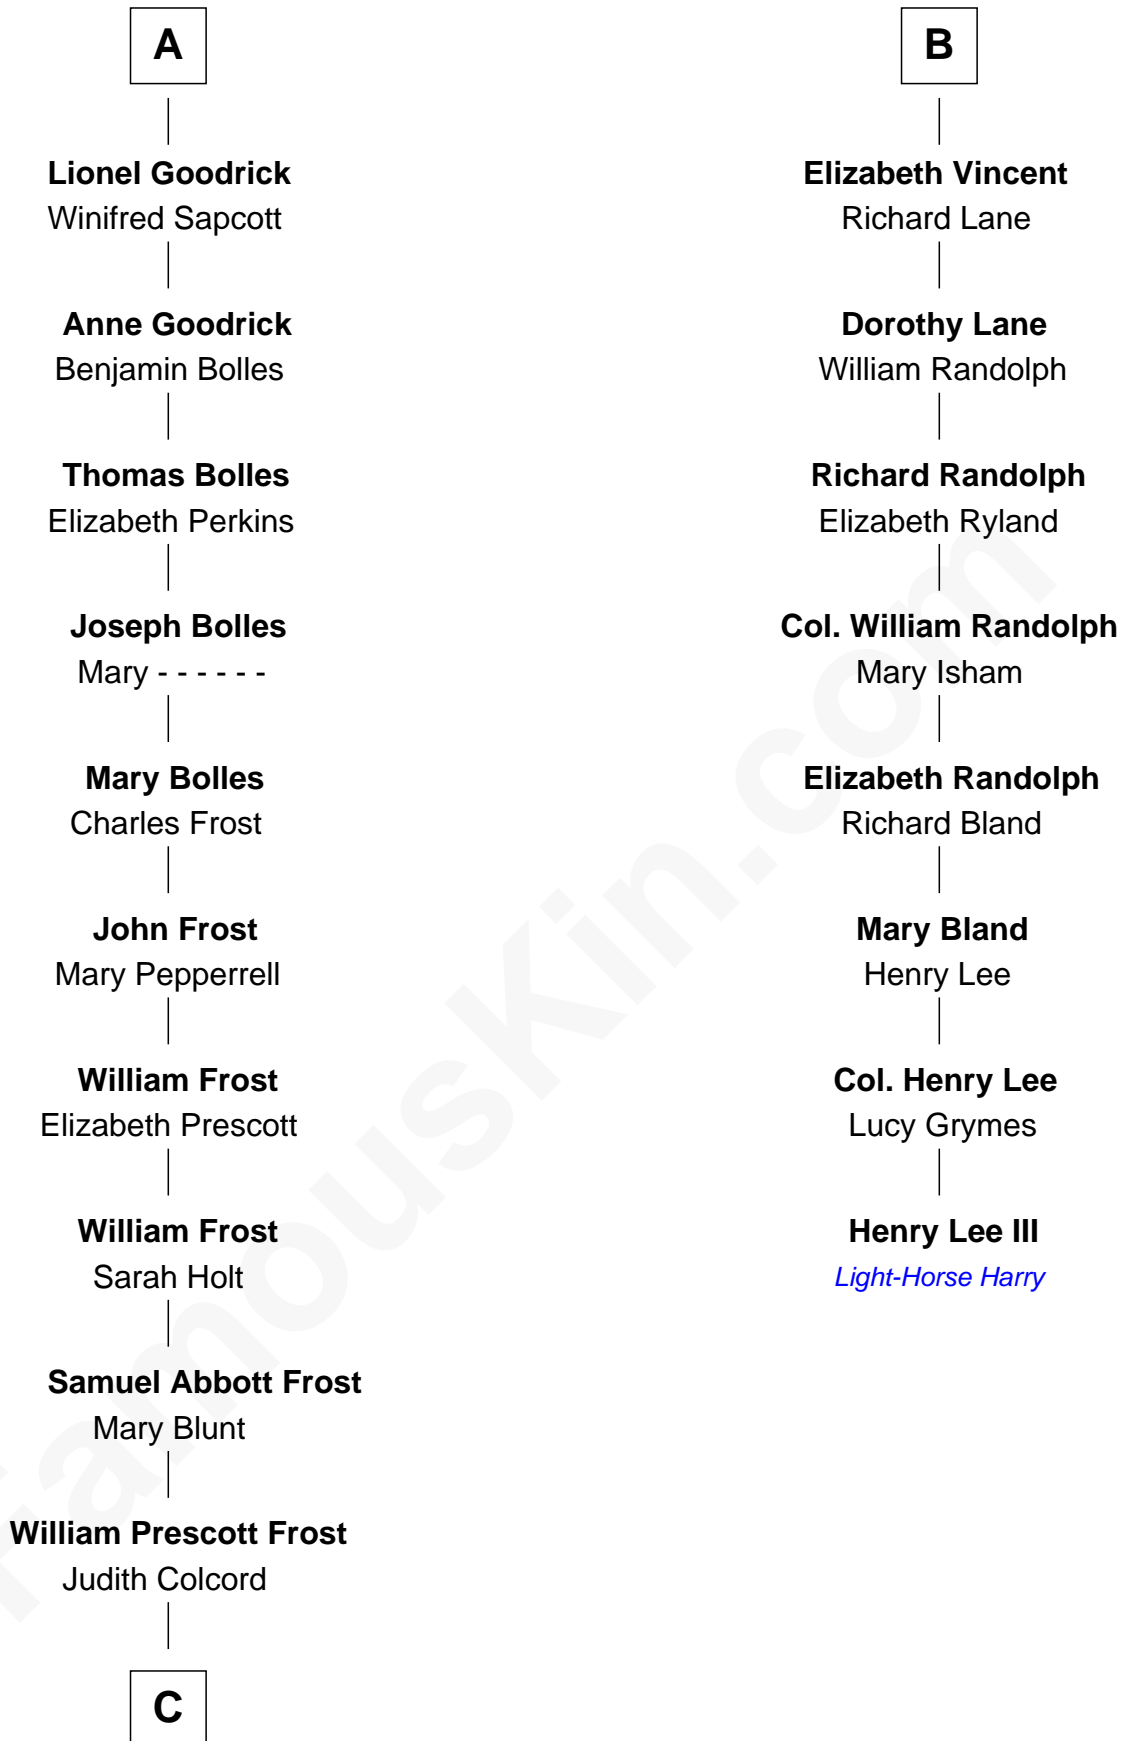 A
Lionel Goodrick
Winifred Sapcott
Anne Goodrick
Benjamin Bolles
Thomas Bolles
Elizabeth Perkins
Joseph Bolles
Mary - - - - - -
Mary Bolles
Charles Frost
John Frost
Mary Pepperrell
William Frost
Elizabeth Prescott
William Frost
Sarah Holt
Samuel Abbott Frost
Mary Blunt
William Prescott Frost
Judith Colcord
C
B
Elizabeth Vincent
Richard Lane
Dorothy Lane
William Randolph
Richard Randolph
Elizabeth Ryland
Col. William Randolph
Mary Isham
Elizabeth Randolph
Richard Bland
Mary Bland
Henry Lee
Col. Henry Lee
Lucy Grymes
Henry Lee III
Light-Horse Harry
FamousKin.com